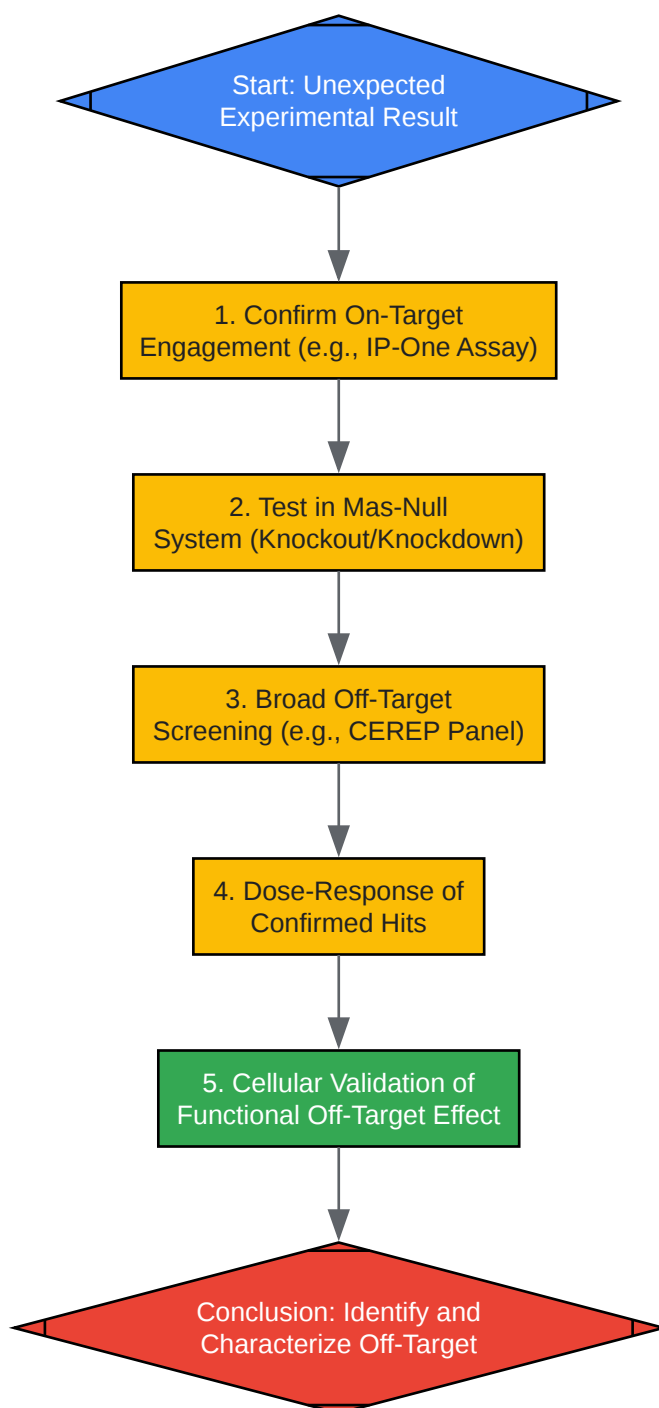 Start: Unexpected
Experimental Result
1. Confirm On-Target
Engagement (e.g., IP-One Assay)
2. Test in Mas-Null
System (Knockout/Knockdown)
3. Broad Off-Target
Screening (e.g., CEREP Panel)
4. Dose-Response of
Confirmed Hits
5. Cellular Validation of
Functional Off-Target Effect
Conclusion: Identify and
Characterize Off-Target